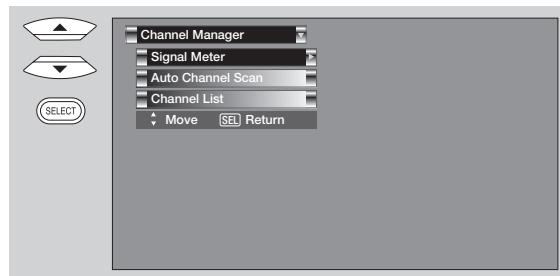 Channel Manager
Signal Meter
Auto Channel Scan
SELECT
Channel List
Move SEL Return